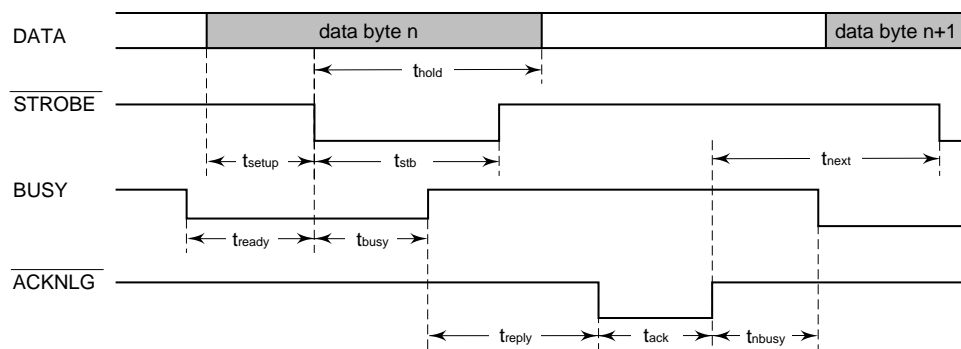 DATA data byte n data byte n+1
thold
STROBE
tsetup tstb tnext
BUSY
tready tbusy
ACKNLG
treply tack tnbusy